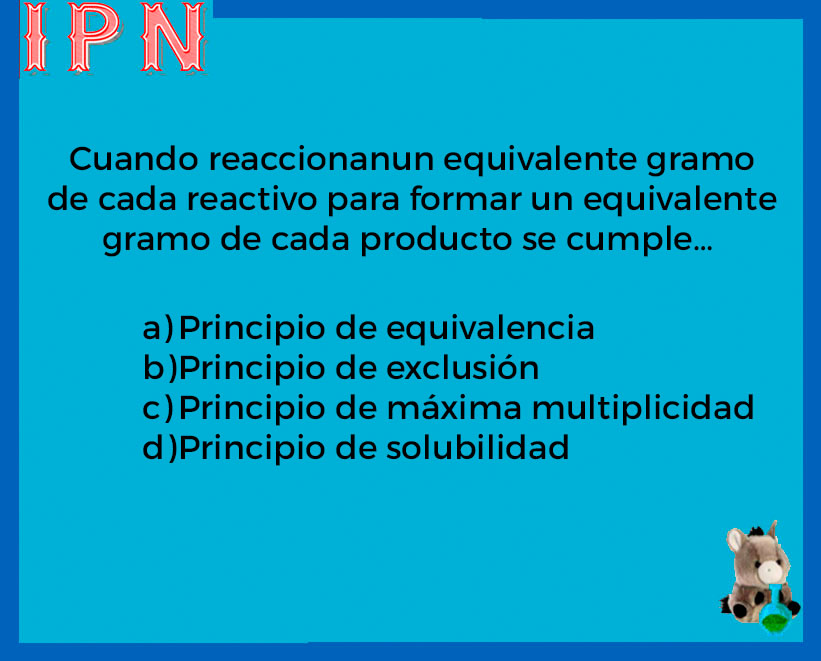 IPN
Cuando reaccionanun equivalente gramo
de cada reactivo para formar un equivalente
gramo de cada producto se cumple...
a)Principio de equivalencia
b)Principio de exclusión
c)Principio de máxima multiplicidad
d)Principio de solubilidad